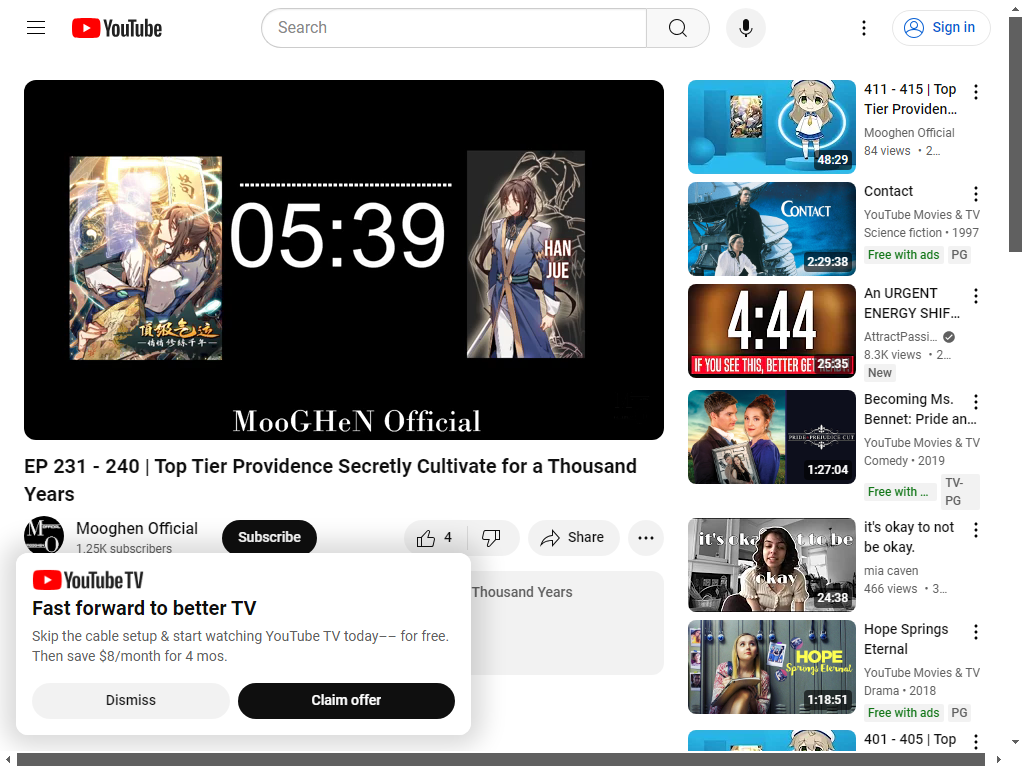 YouTube
Search
Sign in
05:39
頂級氣運
悄悄修練千年
HAN
JUE
MooGHeN Official
EP 231 - 240 | Top Tier Providence Secretly Cultivate for a Thousand
Years
Mooghen Official
1.25K subscribers
Subscribe
4
Share
Thousand Years
YouTube TV
Fast forward to better TV
Skip the cable setup & start watching YouTube TV today–– for free.
Then save $8/month for 4 mos.
Dismiss
Claim offer
48:29
411 - 415 | Top
Tier Providen...
Mooghen Official
84 views • 2...
CONTACT
2:29:38
Contact
YouTube Movies & TV
Science fiction • 1997
Free with ads
PG
4:44
IF YOU SEE THIS, BETTER GET
25:35
An URGENT
ENERGY SHIF...
AttractPassi...
8.3K views • 2...
New
PRIDE & PREJUDICE CUT
1:27:04
Becoming Ms.
Bennet: Pride an...
YouTube Movies & TV
Comedy • 2019
Free with ...
TV-
PG
it's okay not to be
okay
24:38
it's okay to not
be okay.
mia caven
466 views • 3...
HOPE
Springs Eternal
1:18:51
Hope Springs
Eternal
YouTube Movies & TV
Drama • 2018
Free with ads
PG
401 - 405 | Top